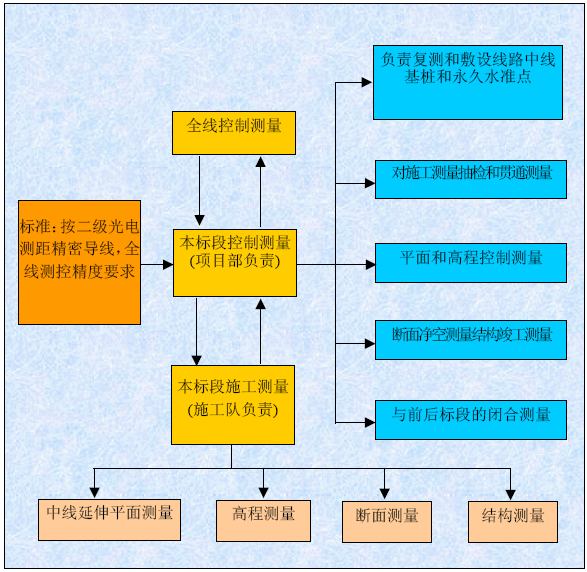 负责复测和敷设线路中线
基桩和永久水准点
全线控制测量
对施工测量抽检和贯通测量
标准:按二级光电
测距精密导线,全
线测控精度要求
本标段控制测量
(项目部负责)
平面和高程控制测量
断面净空测量结构竣工测量
本标段施工测量
(施工队负责)
与前后标段的闭合测量
中线延伸平面测量
高程测量
断面测量
结构测量